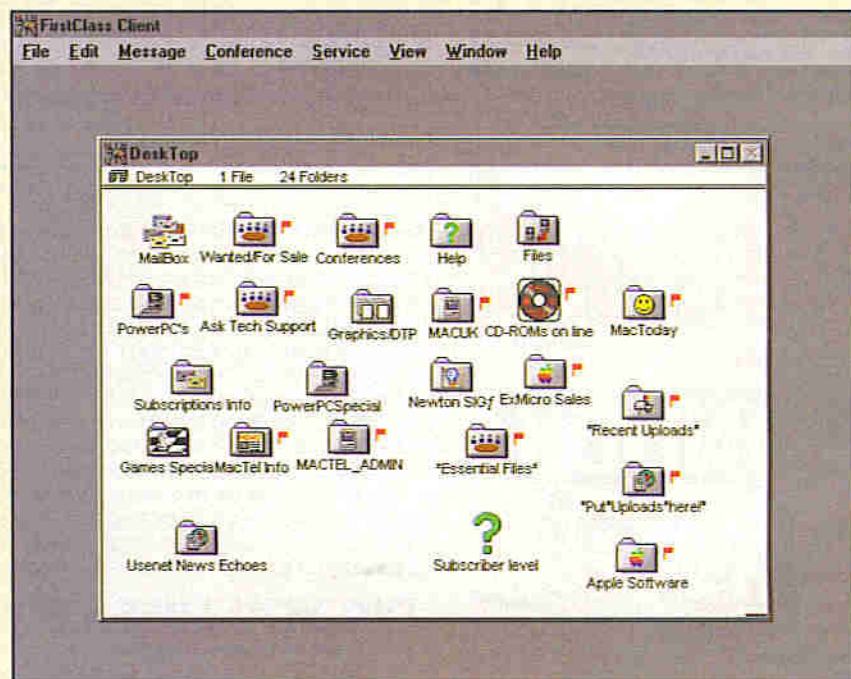 FirstClass Client
File Edit Message Conference Service View Window Help
DeskTop
DeskTop 1 File 24 Folders
MailBox Wanted/For Sale Conferences Help Files
PowerPC's Ask Tech Support Graphics/DTP MACUK CD-ROMs on line MacToday
Subscriptions Info PowerPCSpecial Newton SIGƒ ExMicro Sales
"Recent Uploads"
Games Specia MacTel Info MACTEL_ADMIN "Essential Files"
"Put"Uploads"here!"
Usenet News Echoes Subscriber level
Apple Software